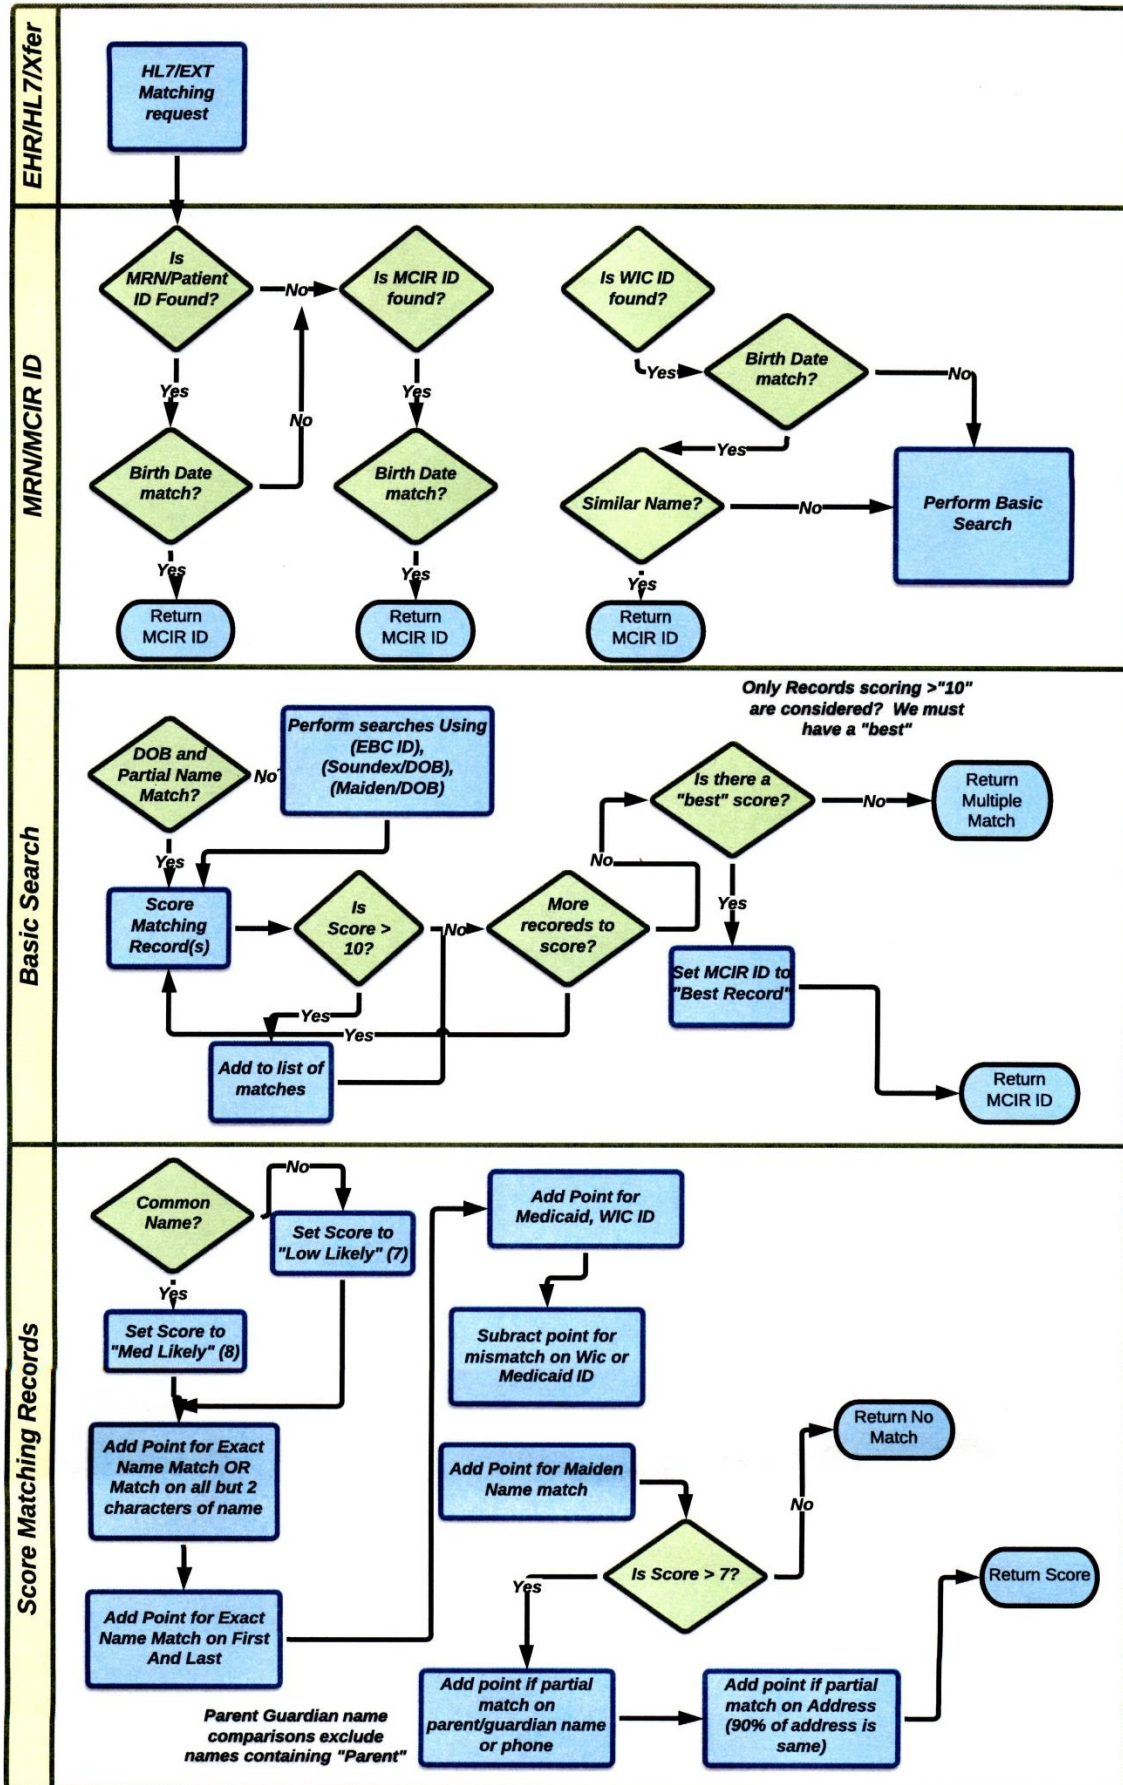 EHR/HL7/Xfer
HL7/EXT
Matching
request
MRN/MCIR ID
Is
MRN/Patient
ID Found?
No
Is MCIR ID
found?
Is WIC ID
found?
Yes
Birth Date
match?
No
Yes
Yes
No
Yes
Birth Date
match?
Birth Date
match?
Similar Name?
No
Perform Basic
Search
Yes
Yes
Yes
Return
MCIR ID
Return
MCIR ID
Return
MCIR ID
Basic Search
Only Records scoring >"10"
are considered? We must
have a "best"
DOB and
Partial Name
Match?
No
Perform searches Using
(EBC ID),
(Soundex/DOB),
(Maiden/DOB)
Is there a
"best" score?
No
Return
Multiple
Match
Yes
No
Yes
Score
Matching
Record(s)
Is
Score >
10?
No
More
recoreds to
score?
Set MCIR ID to
"Best Record"
Yes
Yes
Add to list of
matches
Return
MCIR ID
Score Matching Records
Common
Name?
No
Set Score to
"Low Likely" (7)
Add Point for
Medicaid, WIC ID
Yes
Set Score to
"Med Likely" (8)
Subract point for
mismatch on Wic or
Medicaid ID
Add Point for Exact
Name Match OR
Match on all but 2
characters of name
Add Point for Maiden
Name match
Return No
Match
No
Is Score > 7?
Yes
Return Score
Add Point for Exact
Name Match on First
And Last
Add point if partial
match on
parent/guardian name
or phone
Add point if partial
match on Address
(90% of address is
same)
Parent Guardian name
comparisons exclude
names containing "Parent"